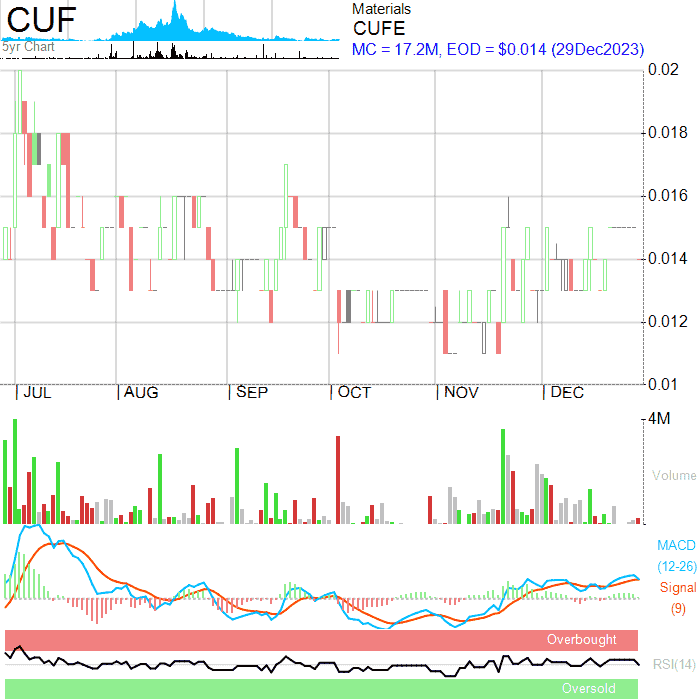 CUF
5yr Chart
Materials
CUFE
MC = 17.2M, EOD = $0.014 (29Dec2023)
0.02
0.018
0.016
0.014
0.012
0.01
JUL AUG SEP OCT NOV DEC
4M
Volume
MACD
(12-26)
Signal
(9)
Overbought
RSI(14)
Oversold